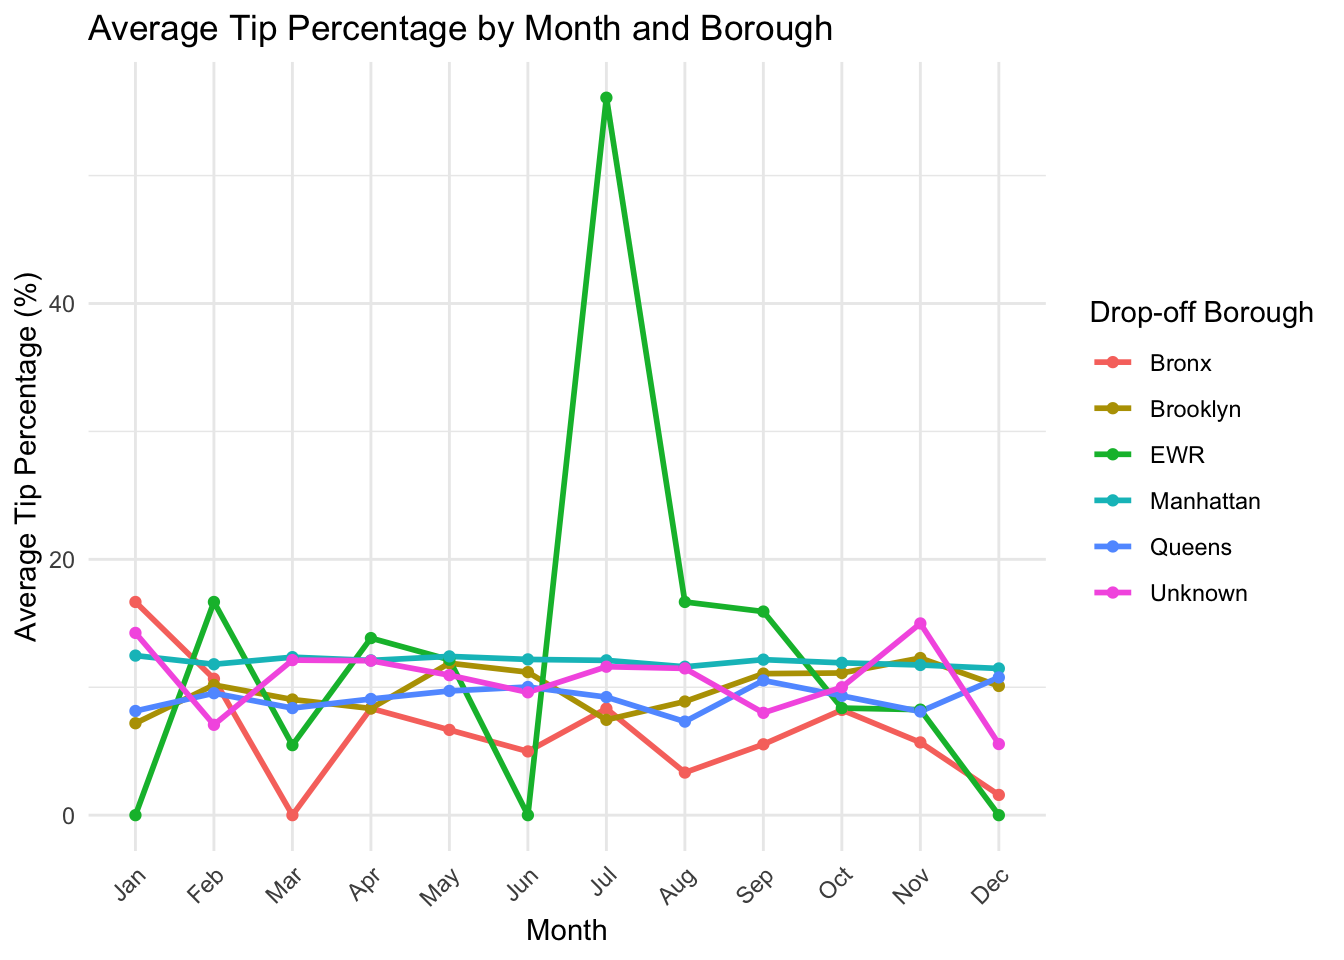 Average Tip Percentage by Month and Borough
Average Tip Percentage (%)
40
20
0
Jan
Feb
Mar
Apr
May
Jun
Jul
Aug
Sep
Oct
Nov
Dec
Month
Drop-off Borough
Bronx
Brooklyn
EWR
Manhattan
Queens
Unknown